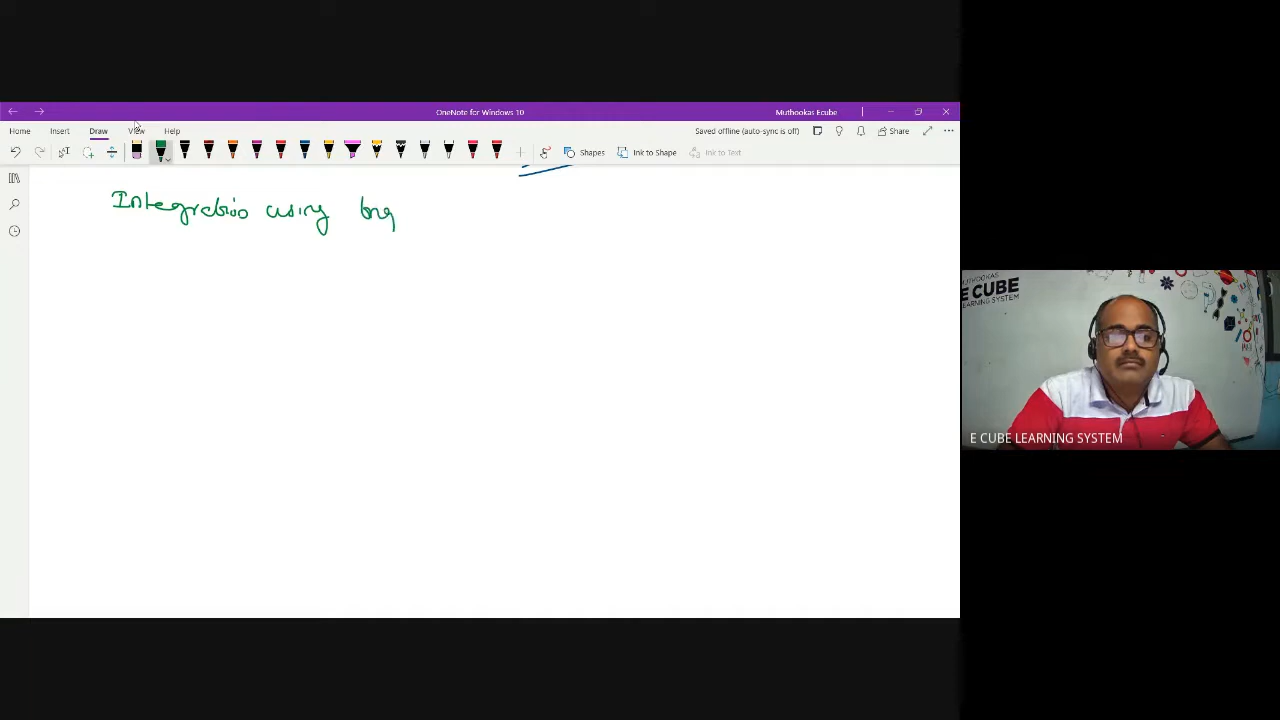 OneNote for Windows 10
Muthookas Ecube
Home Insert Draw View Help
Saved offline (auto-sync is off) Share
Shapes Ink to Shape Ink to Text
Integration using
MUTHOOKAS
E CUBE
LEARNING SYSTEM
E CUBE LEARNING SYSTEM